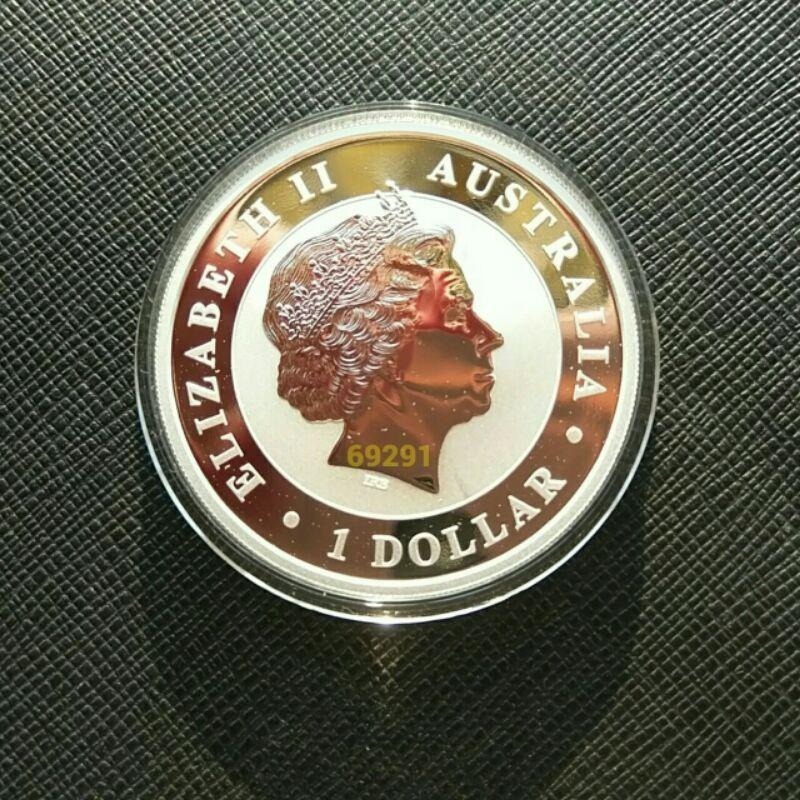 ELIZABETH II
AUSTRALIA
1 DOLLAR
69291
IRB